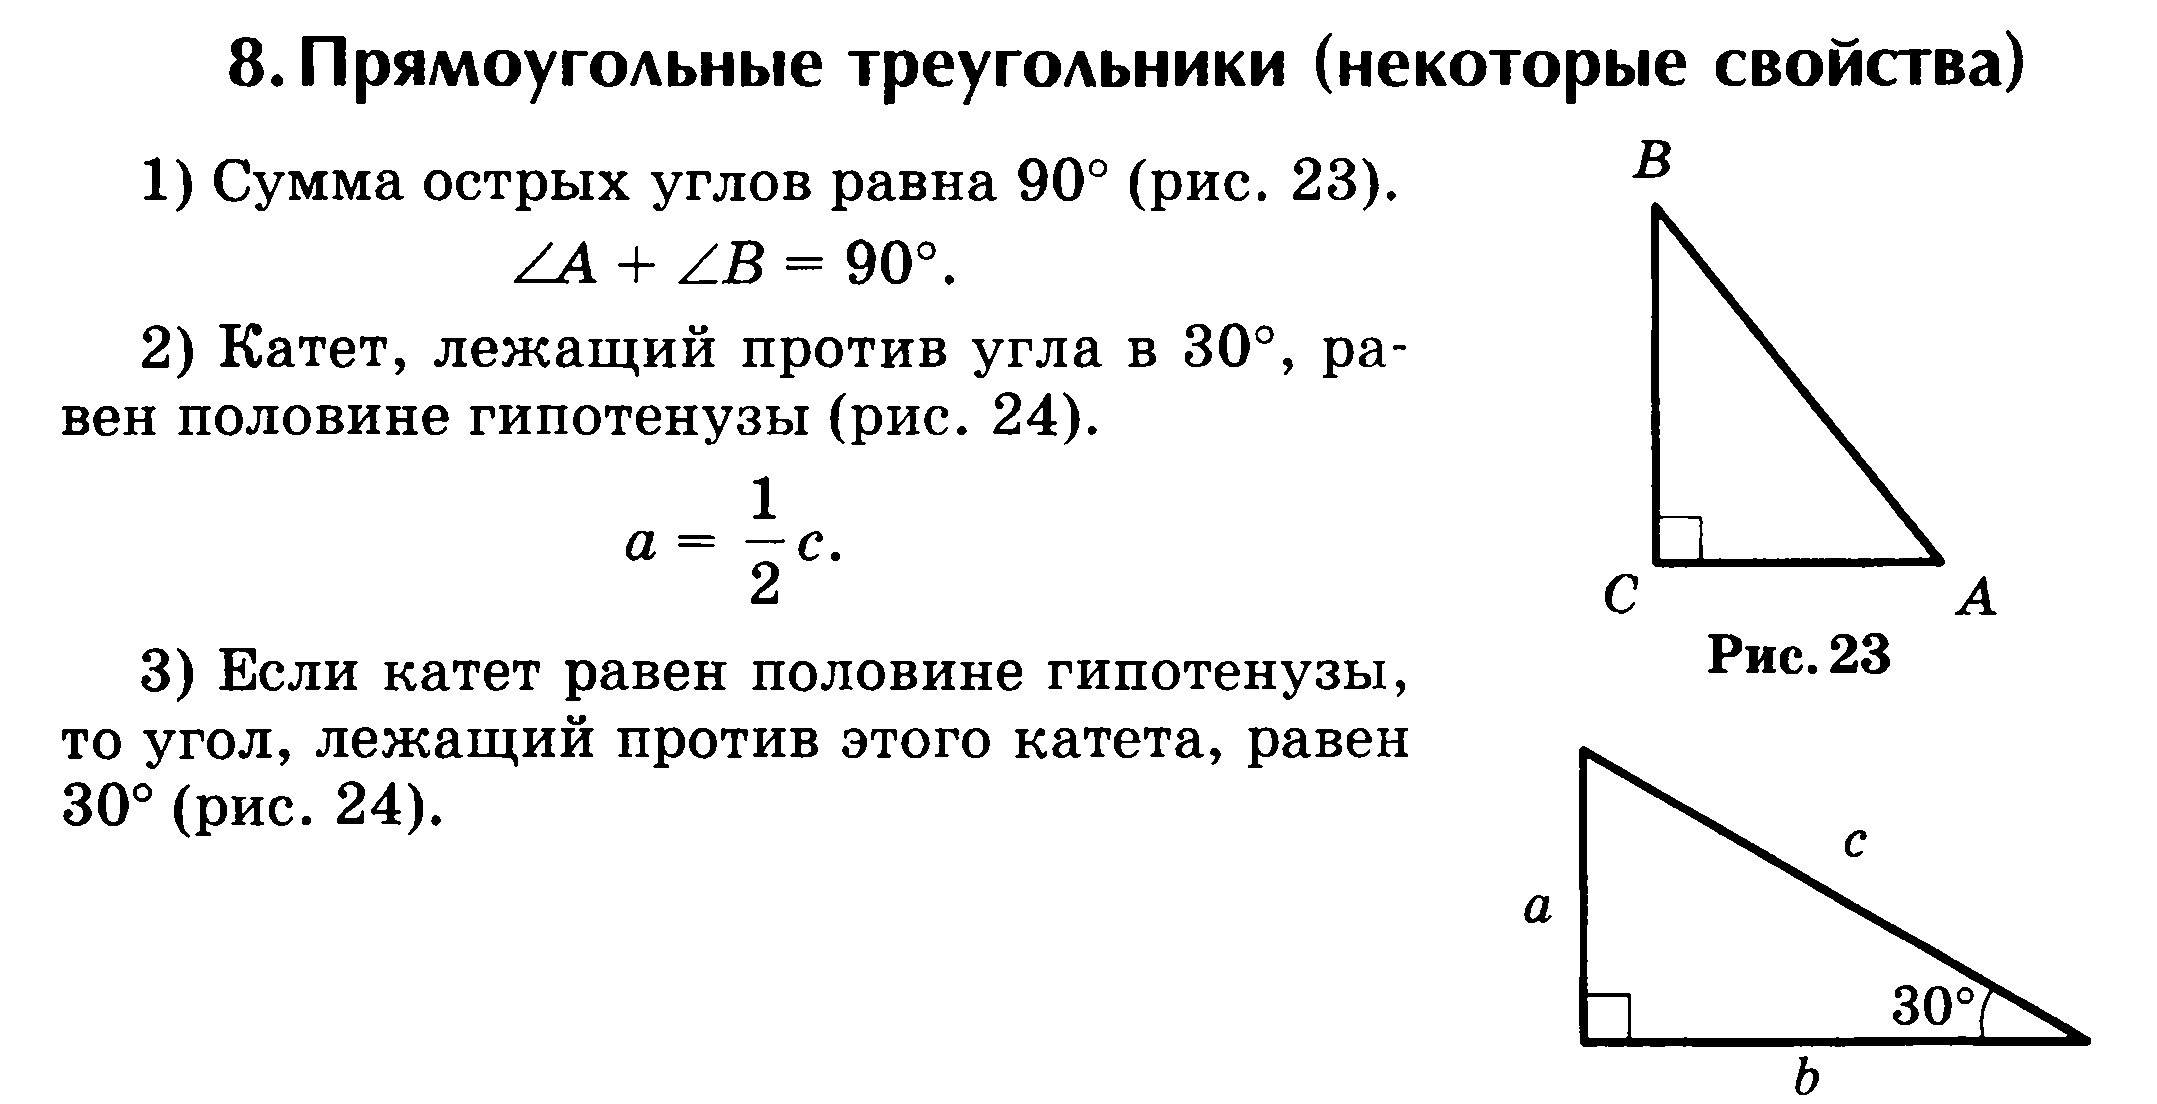 8. Прямоугольные треугольники (некоторые свойства)
1) Сумма острых углов равна 90° (рис. 23).
∠A + ∠B = 90°.
2) Катет, лежащий против угла в 30°, ра-
вен половине гипотенузы (рис. 24).
a = 1/2 c.
3) Если катет равен половине гипотенузы,
то угол, лежащий против этого катета, равен
30° (рис. 24).
B
C
A
Рис. 23
c
a
30°
b